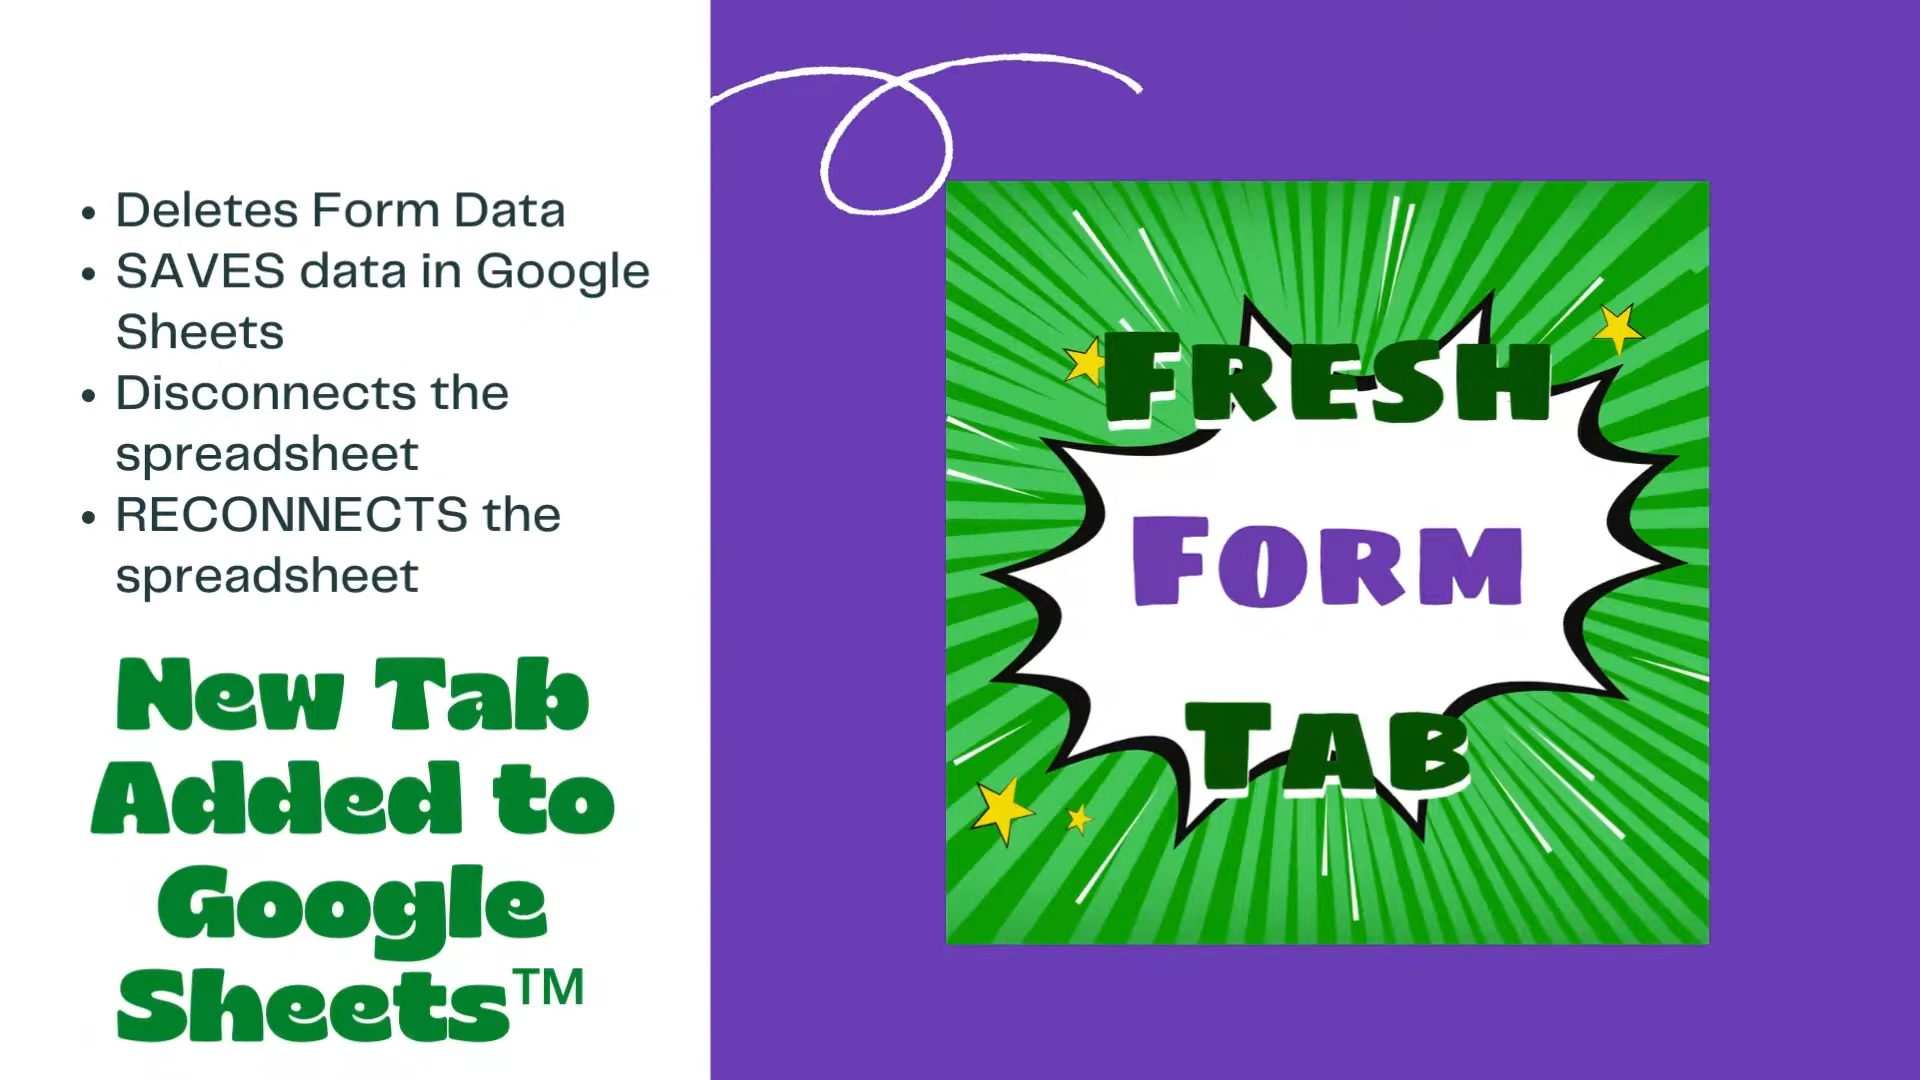 • Deletes Form Data
• SAVES data in Google
Sheets
• Disconnects the
spreadsheet
• RECONNECTS the
spreadsheet
New Tab
Added to
Google
Sheets™
FRESH
FORM
TAB